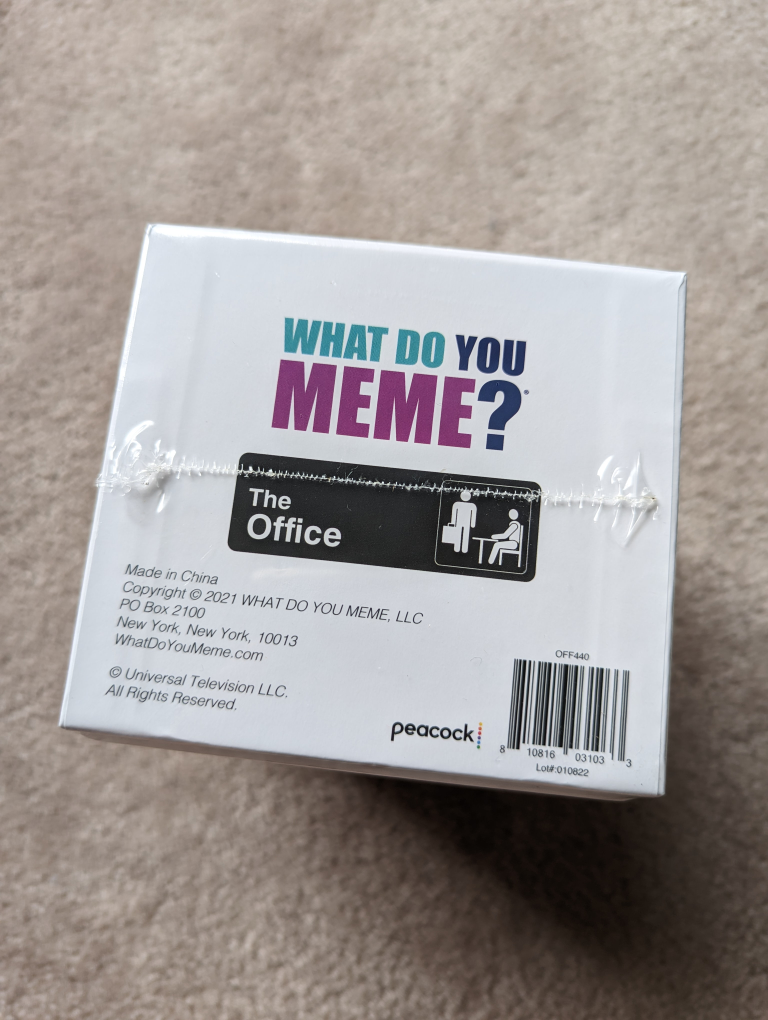 WHAT DO YOU
MEME?®
The
Office
Made in China
Copyright © 2021 WHAT DO YOU MEME, LLC
PO Box 2100
New York, New York, 10013
WhatDoYouMeme.com
© Universal Television LLC.
All Rights Reserved.
peacock
OFF440
8 10816 03103 3
Lot#:010822